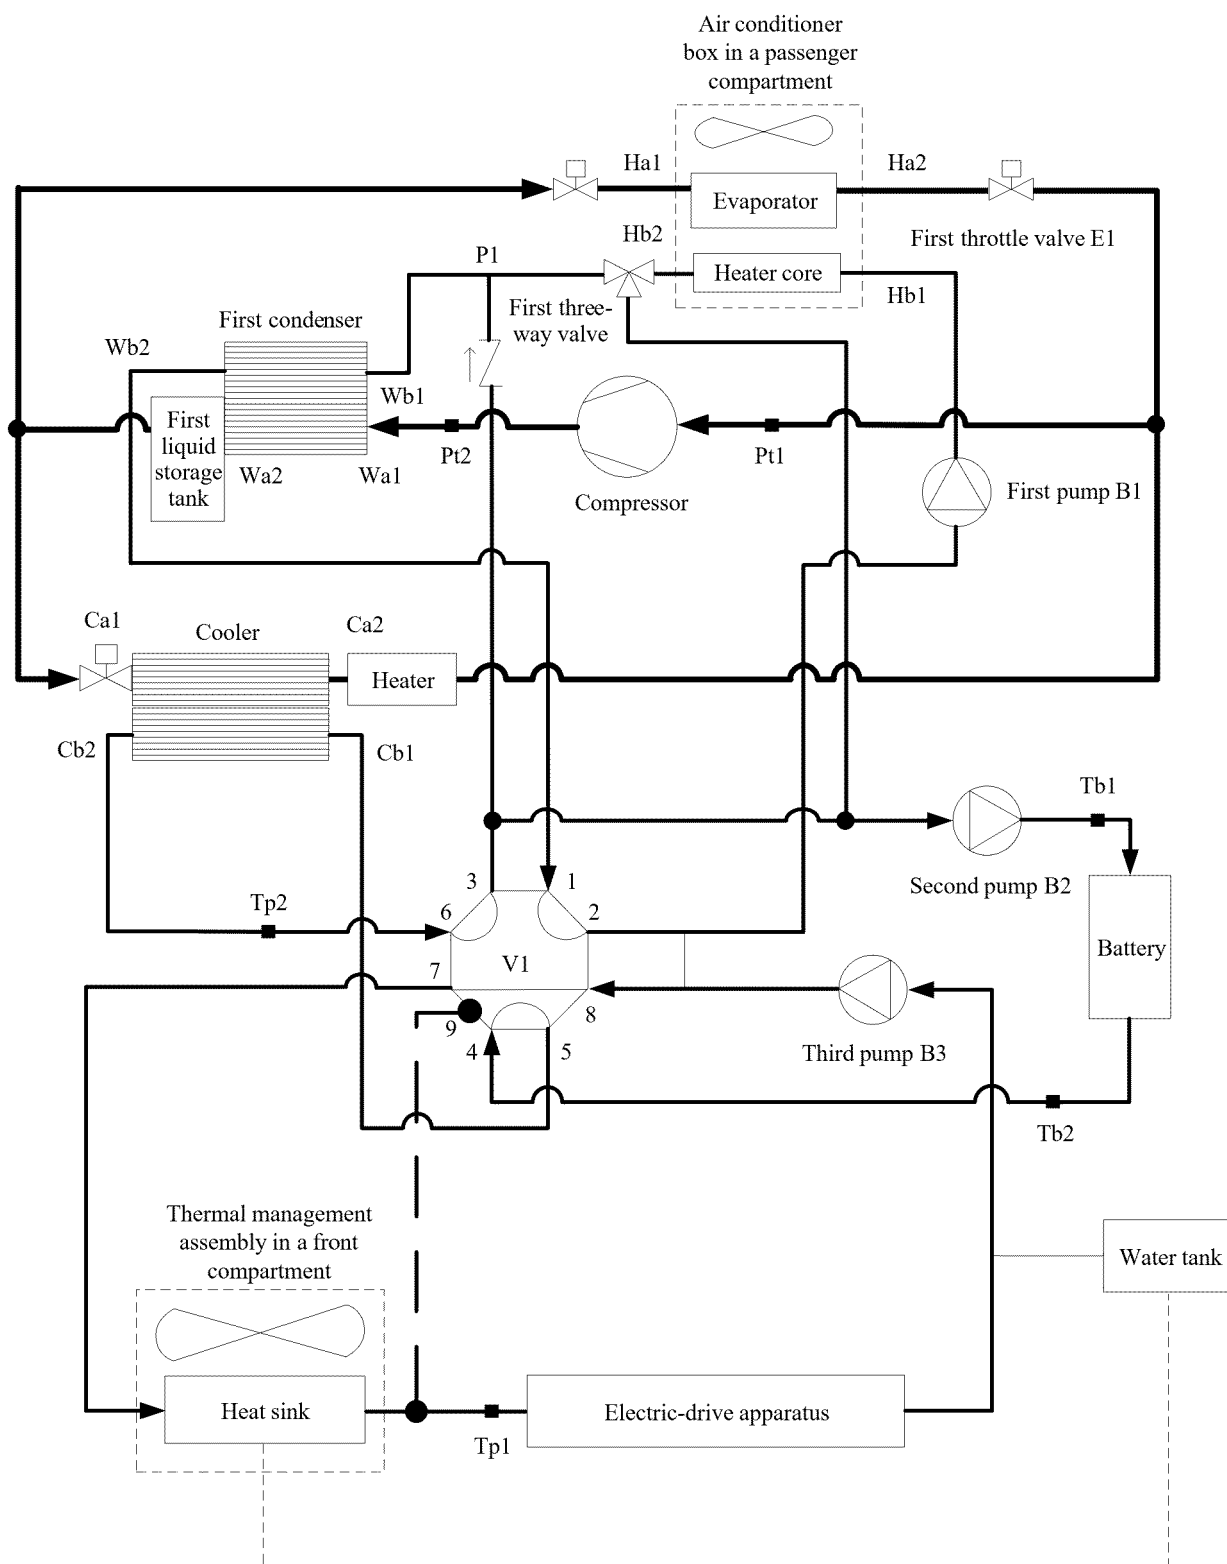 Air conditioner
box in a passenger
compartment
Ha1
Ha2
Evaporator
Hb2
First throttle valve E1
P1
Heater core
Hb1
First three-
way valve
First condenser
Wb2
Wb1
First
liquid
storage
tank
Wa2
Wa1
Pt2
Pt1
Compressor
First pump B1
Ca1
Cooler
Ca2
Heater
Cb2
Cb1
Tb1
Second pump B2
3
1
Tp2
6
2
Battery
V1
7
8
9
4
5
Third pump B3
Tb2
Thermal management
assembly in a front
compartment
Water tank
Heat sink
Electric-drive apparatus
Tp1